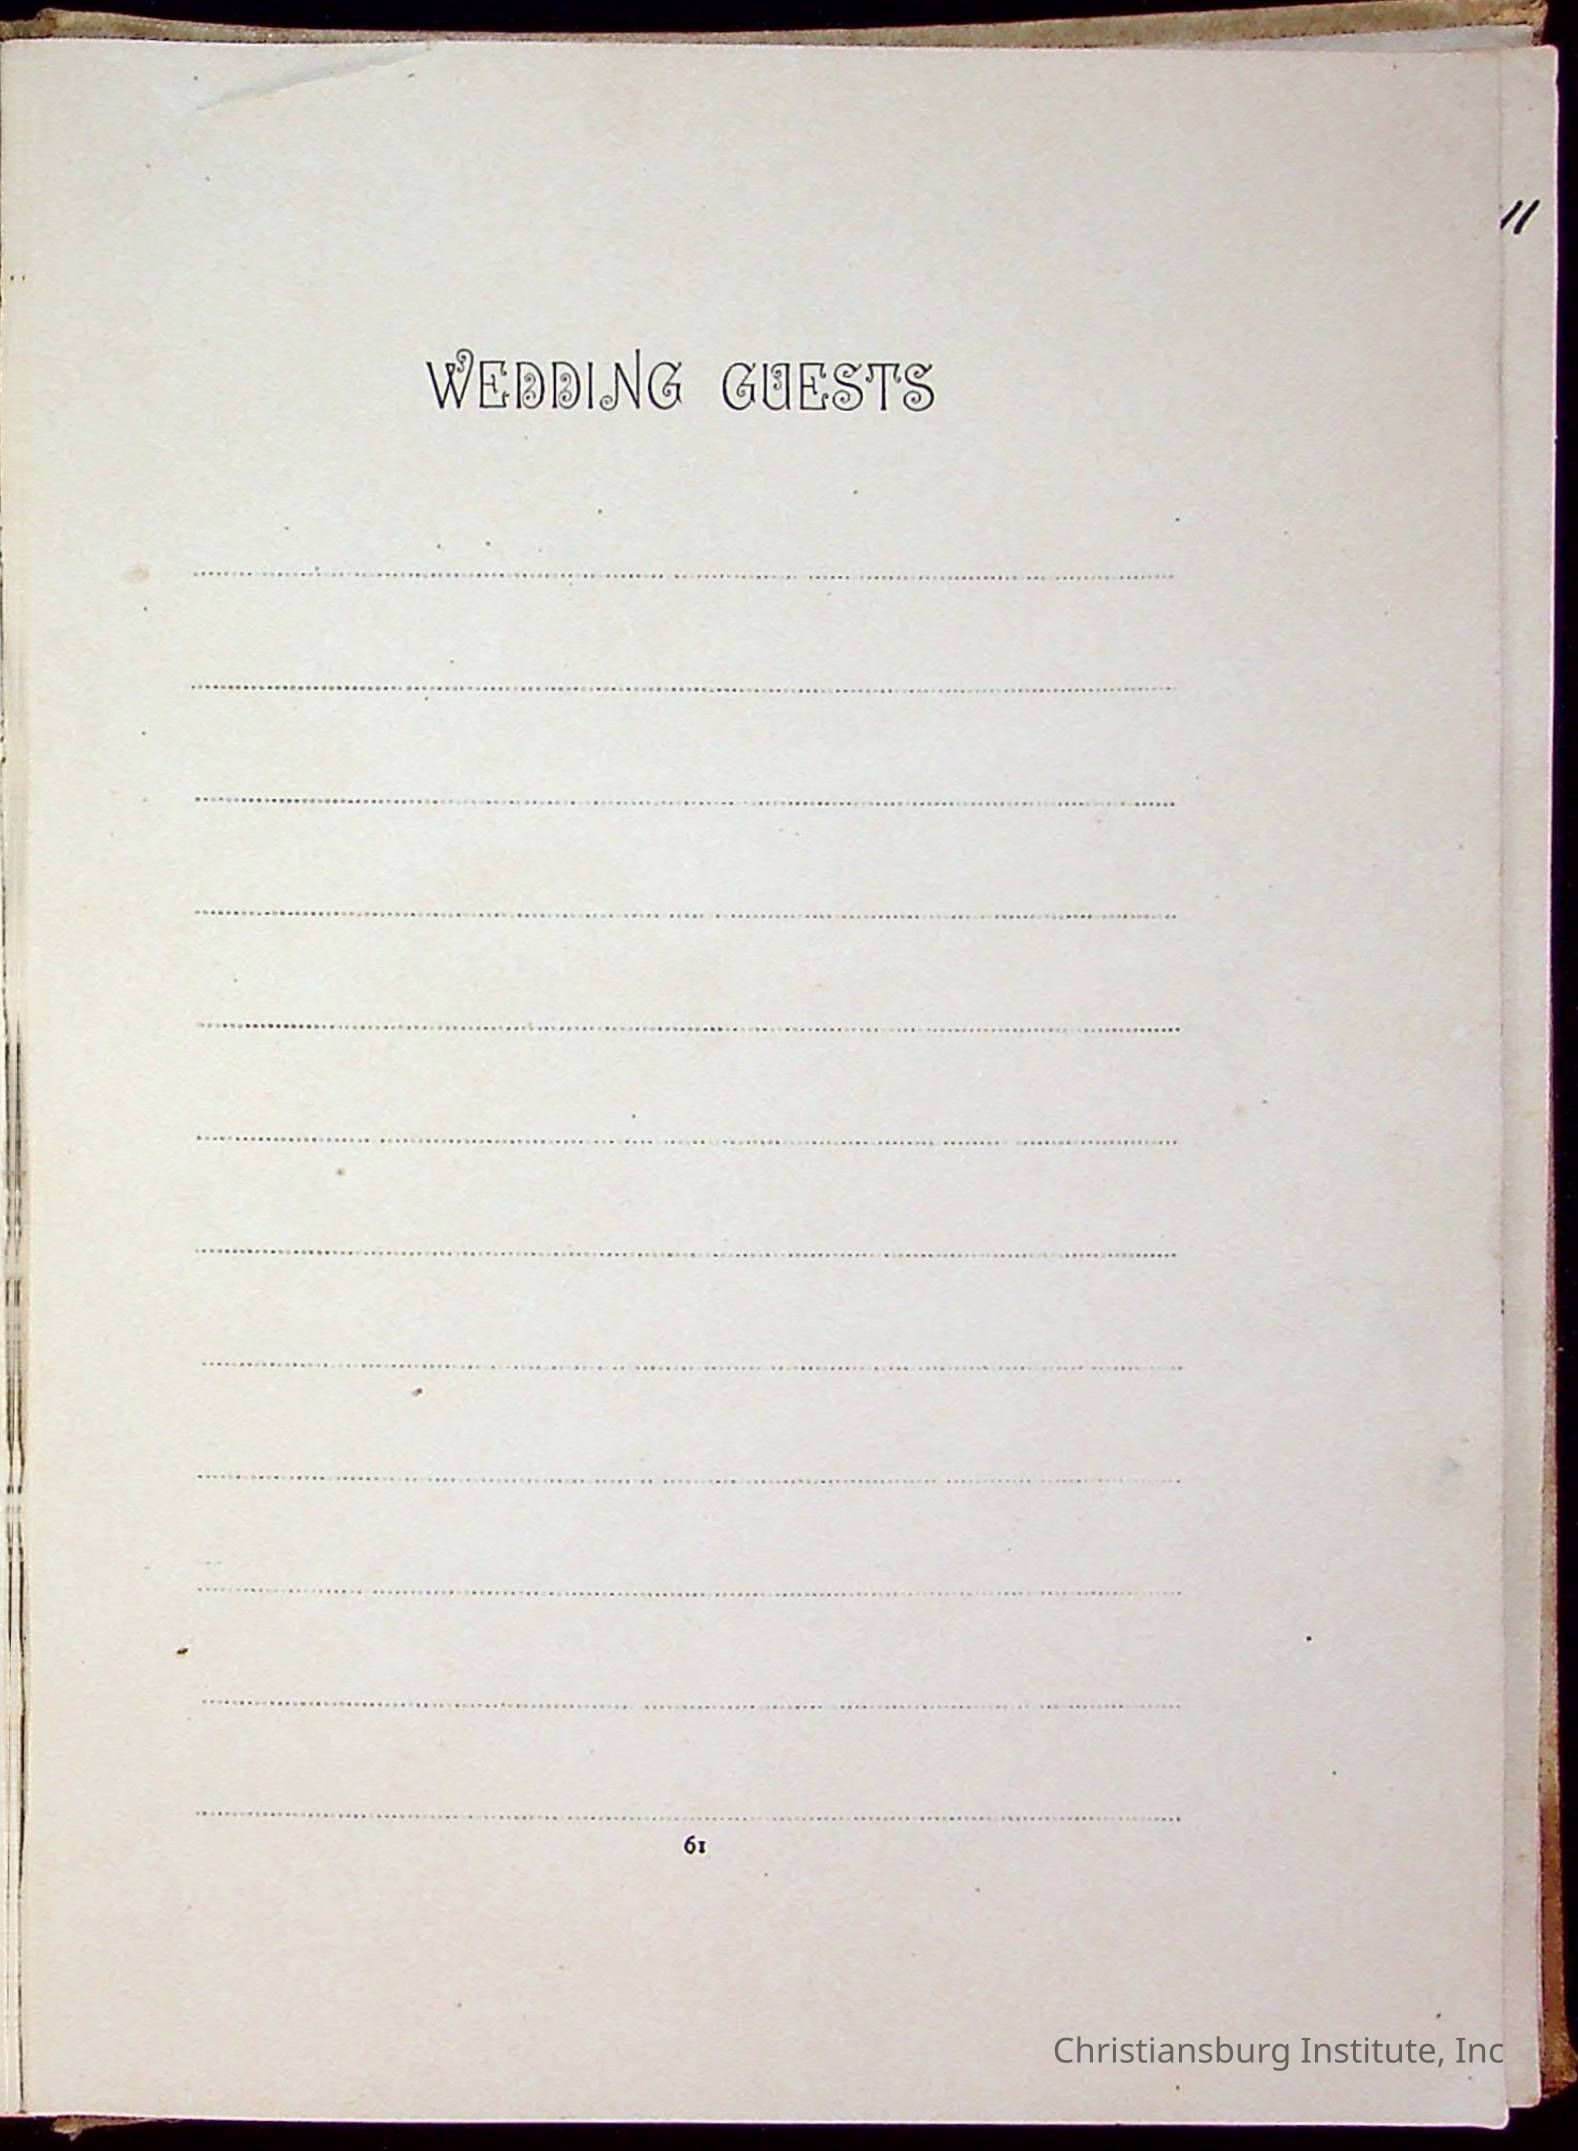 11
WEDDING GUESTS
61
Christiansburg Institute, Inc